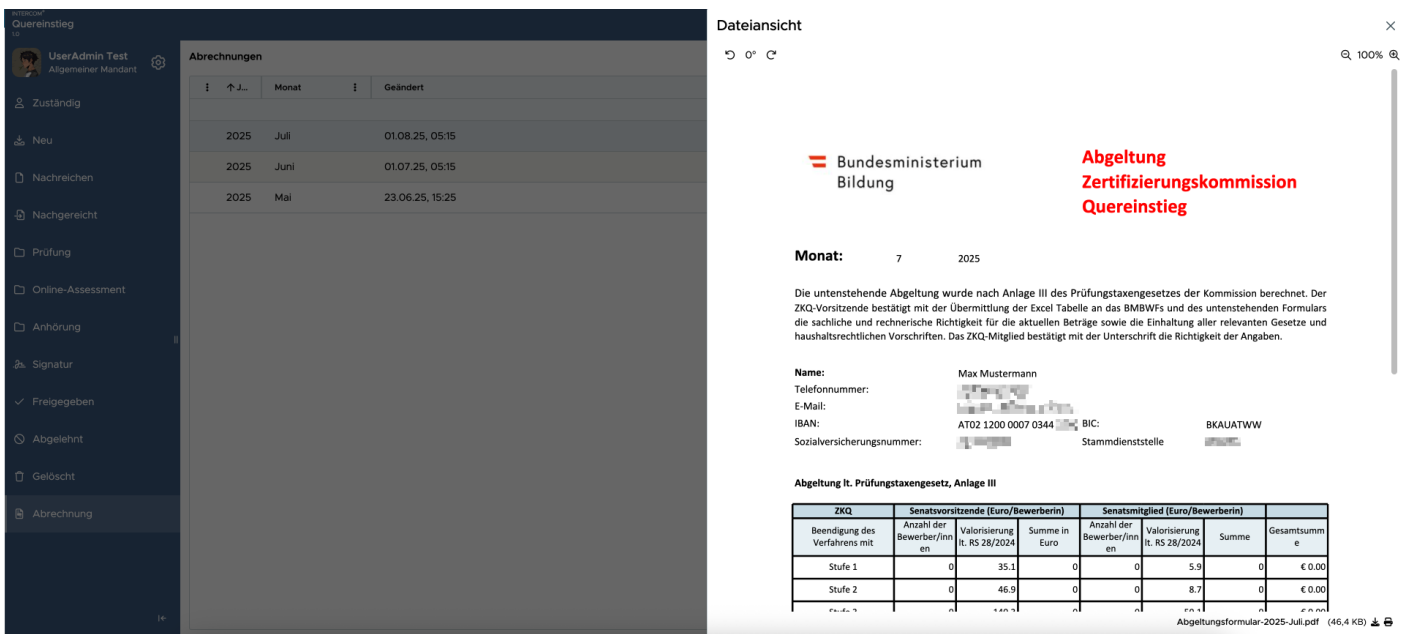 INTERCOM®
Quereinstieg
1.0
UserAdmin Test
Allgemeiner Mandant
Zuständig
Neu
Nachreichen
Nachgereicht
Prüfung
Online-Assessment
Anhörung
Signatur
Freigegeben
Abgelehnt
Gelöscht
Abrechnung
Abrechnungen
J... Monat Geändert
2025 Juli 01.08.25, 05:15
2025 Juni 01.07.25, 05:15
2025 Mai 23.06.25, 15:25
Dateiansicht
0° 100%
Bundesministerium
Bildung
Abgeltung
Zertifizierungskommission
Quereinstieg
Monat: 7 2025
Die untenstehende Abgeltung wurde nach Anlage III des Prüfungstaxengesetzes der Kommission berechnet. Der
ZKQ-Vorsitzende bestätigt mit der Übermittlung der Excel Tabelle an das BMBWFs und des untenstehenden Formulars
die sachliche und rechnerische Richtigkeit für die aktuellen Beträge sowie die Einhaltung aller relevanten Gesetze und
haushaltsrechtlichen Vorschriften. Das ZKQ-Mitglied bestätigt mit der Unterschrift die Richtigkeit der Angaben.
Name: Max Mustermann
Telefonnummer:
E-Mail:
IBAN: AT02 1200 0007 0344 BIC: BKAUATWW
Sozialversicherungsnummer: Stammdienststelle
Abgeltung lt. Prüfungstaxengesetz, Anlage III
ZKQ Senatsvorsitzende (Euro/Bewerberin) Senatsmitglied (Euro/Bewerberin)
Beendigung des Verfahrens mit Anzahl der Bewerber/innen Valorisierung lt. RS 28/2024 Summe in Euro Anzahl der Bewerber/innen Valorisierung lt. RS 28/2024 Summe Gesamtsumme
Stufe 1 0 35.1 0 0 5.9 0 € 0.00
Stufe 2 0 46.9 0 0 8.7 0 € 0.00
Abgeltungsformular-2025-Juli.pdf (46,4 KB)